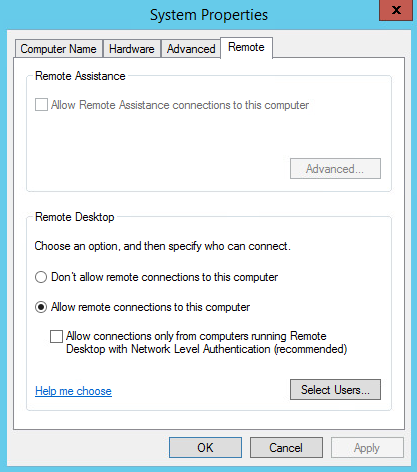 System Properties
x
Computer Name Hardware Advanced Remote
Remote Assistance
Allow Remote Assistance connections to this computer
Advanced...
Remote Desktop
Choose an option, and then specify who can connect.
Don't allow remote connections to this computer
Allow remote connections to this computer
Allow connections only from computers running Remote
Desktop with Network Level Authentication (recommended)
Help me choose Select Users...
OK Cancel Apply